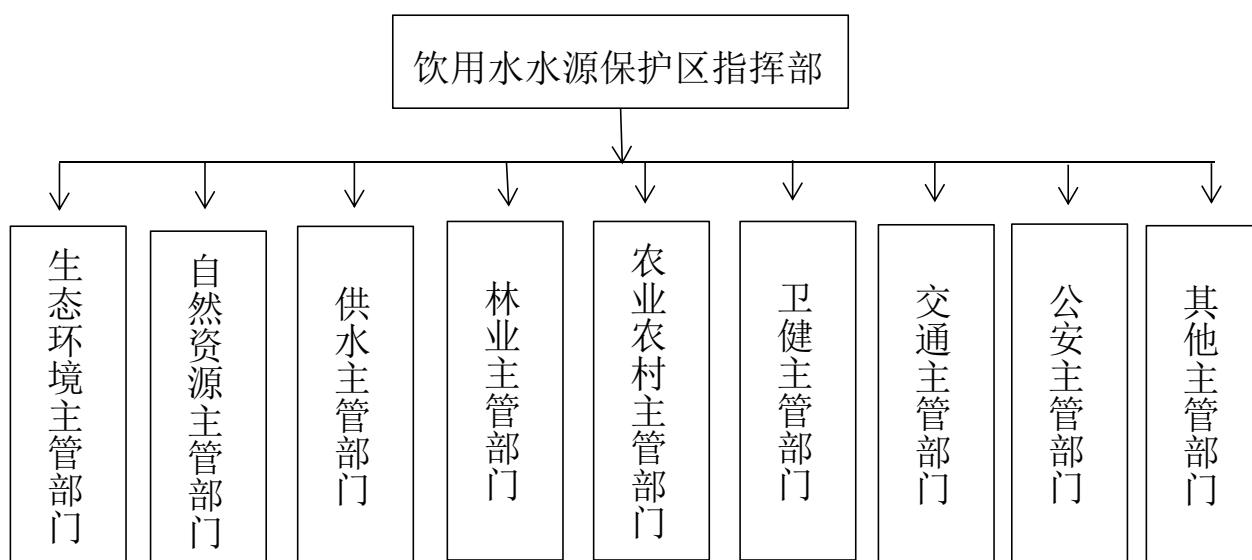 饮用水水源保护区指挥部
生态环境主管部门
自然资源主管部门
供水主管部门
林业主管部门
农业农村主管部门
卫健主管部门
交通主管部门
公安主管部门
其他主管部门